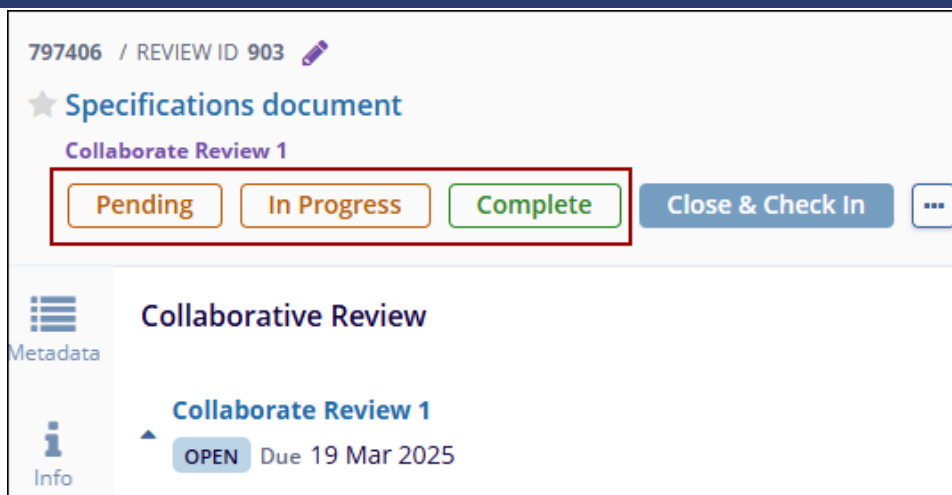 797406 / REVIEW ID 903
Specifications document
Collaborate Review 1
Pending In Progress Complete Close & Check In ...
Metadata
Collaborative Review
Collaborate Review 1
OPEN Due 19 Mar 2025
Info